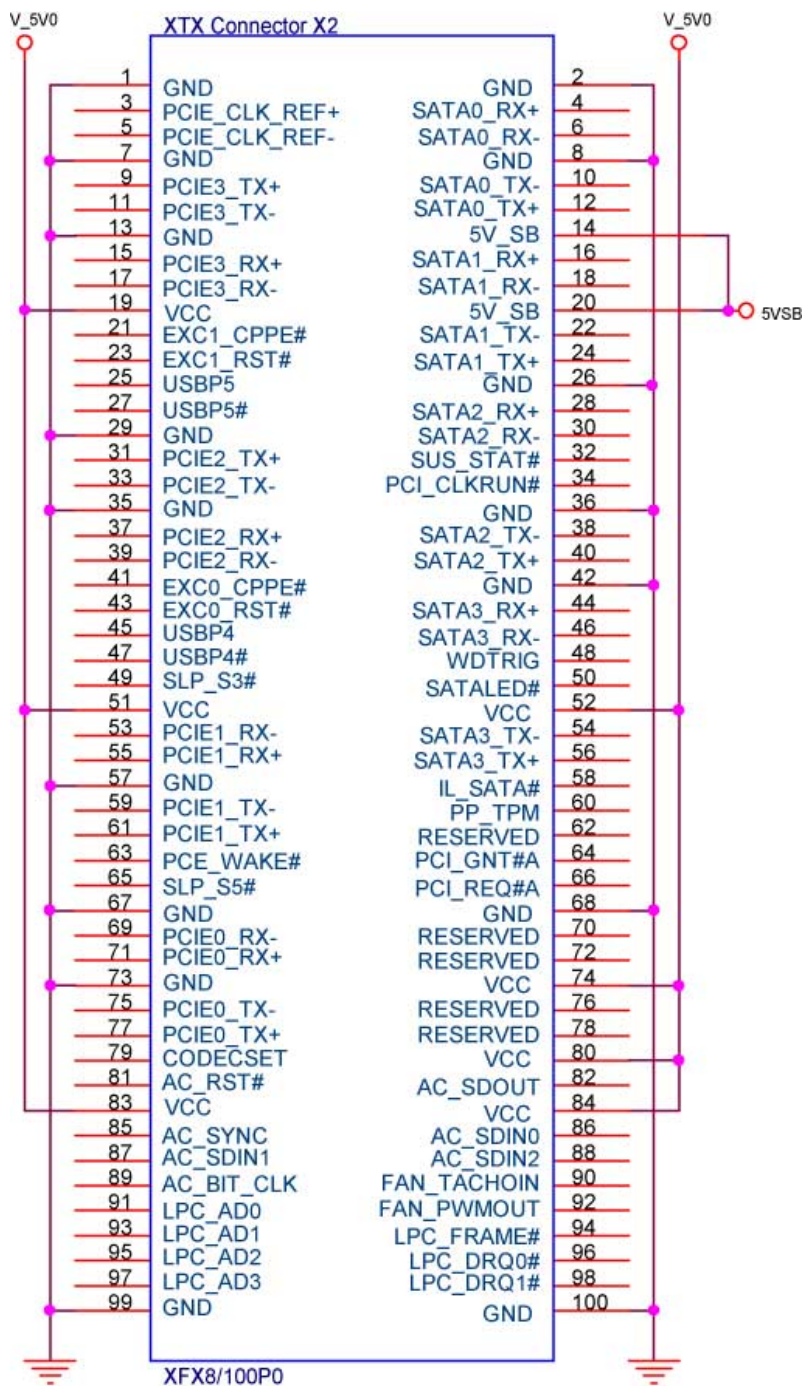 V_5V0 XTX Connector X2 V_5V0
1 GND GND 2
3 PCIE_CLK_REF+ SATA0_RX+ 4
5 PCIE_CLK_REF- SATA0_RX- 6
7 GND GND 8
9 PCIE3_TX+ SATA0_TX- 10
11 PCIE3_TX- SATA0_TX+ 12
13 GND 5V_SB 14
15 PCIE3_RX+ SATA1_RX+ 16
17 PCIE3_RX- SATA1_RX- 18
19 VCC 5V_SB 20 5VSB
21 EXC1_CPPE# SATA1_TX- 22
23 EXC1_RST# SATA1_TX+ 24
25 USBP5 GND 26
27 USBP5# SATA2_RX+ 28
29 GND SATA2_RX- 30
31 PCIE2_TX+ SUS_STAT# 32
33 PCIE2_TX- PCI_CLKRUN# 34
35 GND GND 36
37 PCIE2_RX+ SATA2_TX- 38
39 PCIE2_RX- SATA2_TX+ 40
41 EXC0_CPPE# GND 42
43 EXC0_RST# SATA3_RX+ 44
45 USBP4 SATA3_RX- 46
47 USBP4# WDTRIG 48
49 SLP_S3# SATALED# 50
51 VCC VCC 52
53 PCIE1_RX- SATA3_TX- 54
55 PCIE1_RX+ SATA3_TX+ 56
57 GND IL_SATA# 58
59 PCIE1_TX- PP_TPM 60
61 PCIE1_TX+ RESERVED 62
63 PCE_WAKE# PCI_GNT#A 64
65 SLP_S5# PCI_REQ#A 66
67 GND GND 68
69 PCIE0_RX- RESERVED 70
71 PCIE0_RX+ RESERVED 72
73 GND VCC 74
75 PCIE0_TX- RESERVED 76
77 PCIE0_TX+ RESERVED 78
79 CODECSET VCC 80
81 AC_RST# AC_SDOUT 82
83 VCC VCC 84
85 AC_SYNC AC_SDIN0 86
87 AC_SDIN1 AC_SDIN2 88
89 AC_BIT_CLK FAN_TACHOIN 90
91 LPC_AD0 FAN_PWMOUT 92
93 LPC_AD1 LPC_FRAME# 94
95 LPC_AD2 LPC_DRQ0# 96
97 LPC_AD3 LPC_DRQ1# 98
99 GND GND 100
XFX8/100P0